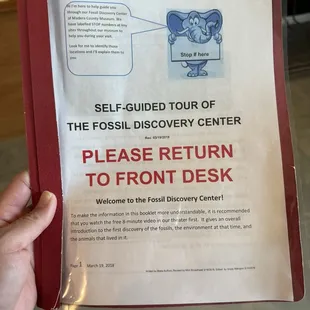 I'm here to help guide you
through our Fossil Discovery Center
of Madera County Museum. We
have labelled STOP numbers at key
sites throughout our museum to
help you during your visit.
Look for me to identify those
locations and I'll explain them to
you.
Stop # here
SELF-GUIDED TOUR OF
THE FOSSIL DISCOVERY CENTER
PLEASE RETURN
TO FRONT DESK
Welcome to the Fossil Discovery Center!
To make the information in this booklet more understandable, it is recommended
that you watch the free 8-minute video in our theater first. It gives an overall
introduction to the first discovery of the fossils, the environment at that time, and
the animals that lived in it.
Page 1 March 19, 2018